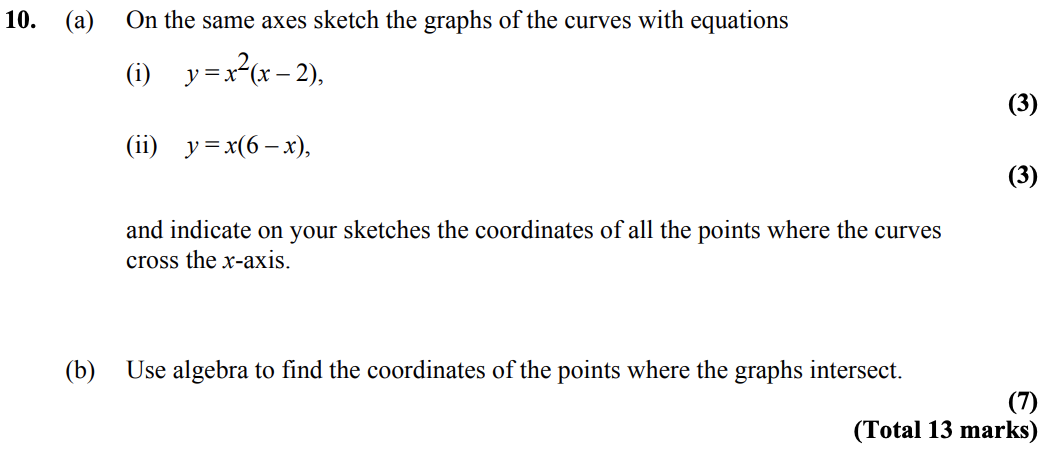 10. (a) On the same axes sketch the graphs of the curves with equations
(i) y = x²(x – 2),
(3)
(ii) y = x(6 – x),
(3)
and indicate on your sketches the coordinates of all the points where the curves
cross the x-axis.
(b) Use algebra to find the coordinates of the points where the graphs intersect.
(7)
(Total 13 marks)